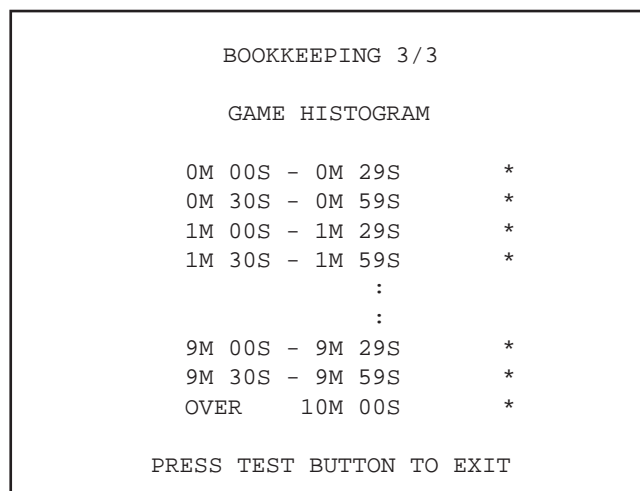 BOOKKEEPING 3/3
GAME HISTOGRAM
0M 00S - 0M 29S *
0M 30S - 0M 59S *
1M 00S - 1M 29S *
1M 30S - 1M 59S *
:
:
9M 00S - 9M 29S *
9M 30S - 9M 59S *
OVER 10M 00S *
PRESS TEST BUTTON TO EXIT